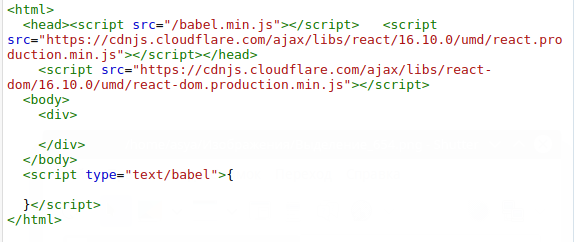 <html>
  <head><script src="/babel.min.js"></script>   <script
src="https://cdnjs.cloudflare.com/ajax/libs/react/16.10.0/umd/react.pro
duction.min.js"></script></head>
    <script src="https://cdnjs.cloudflare.com/ajax/libs/react-
dom/16.10.0/umd/react-dom.production.min.js"></script>
  <body>
    <div>

    </div>
  </body>
  <script type="text/babel">{

  }</script>
</html>